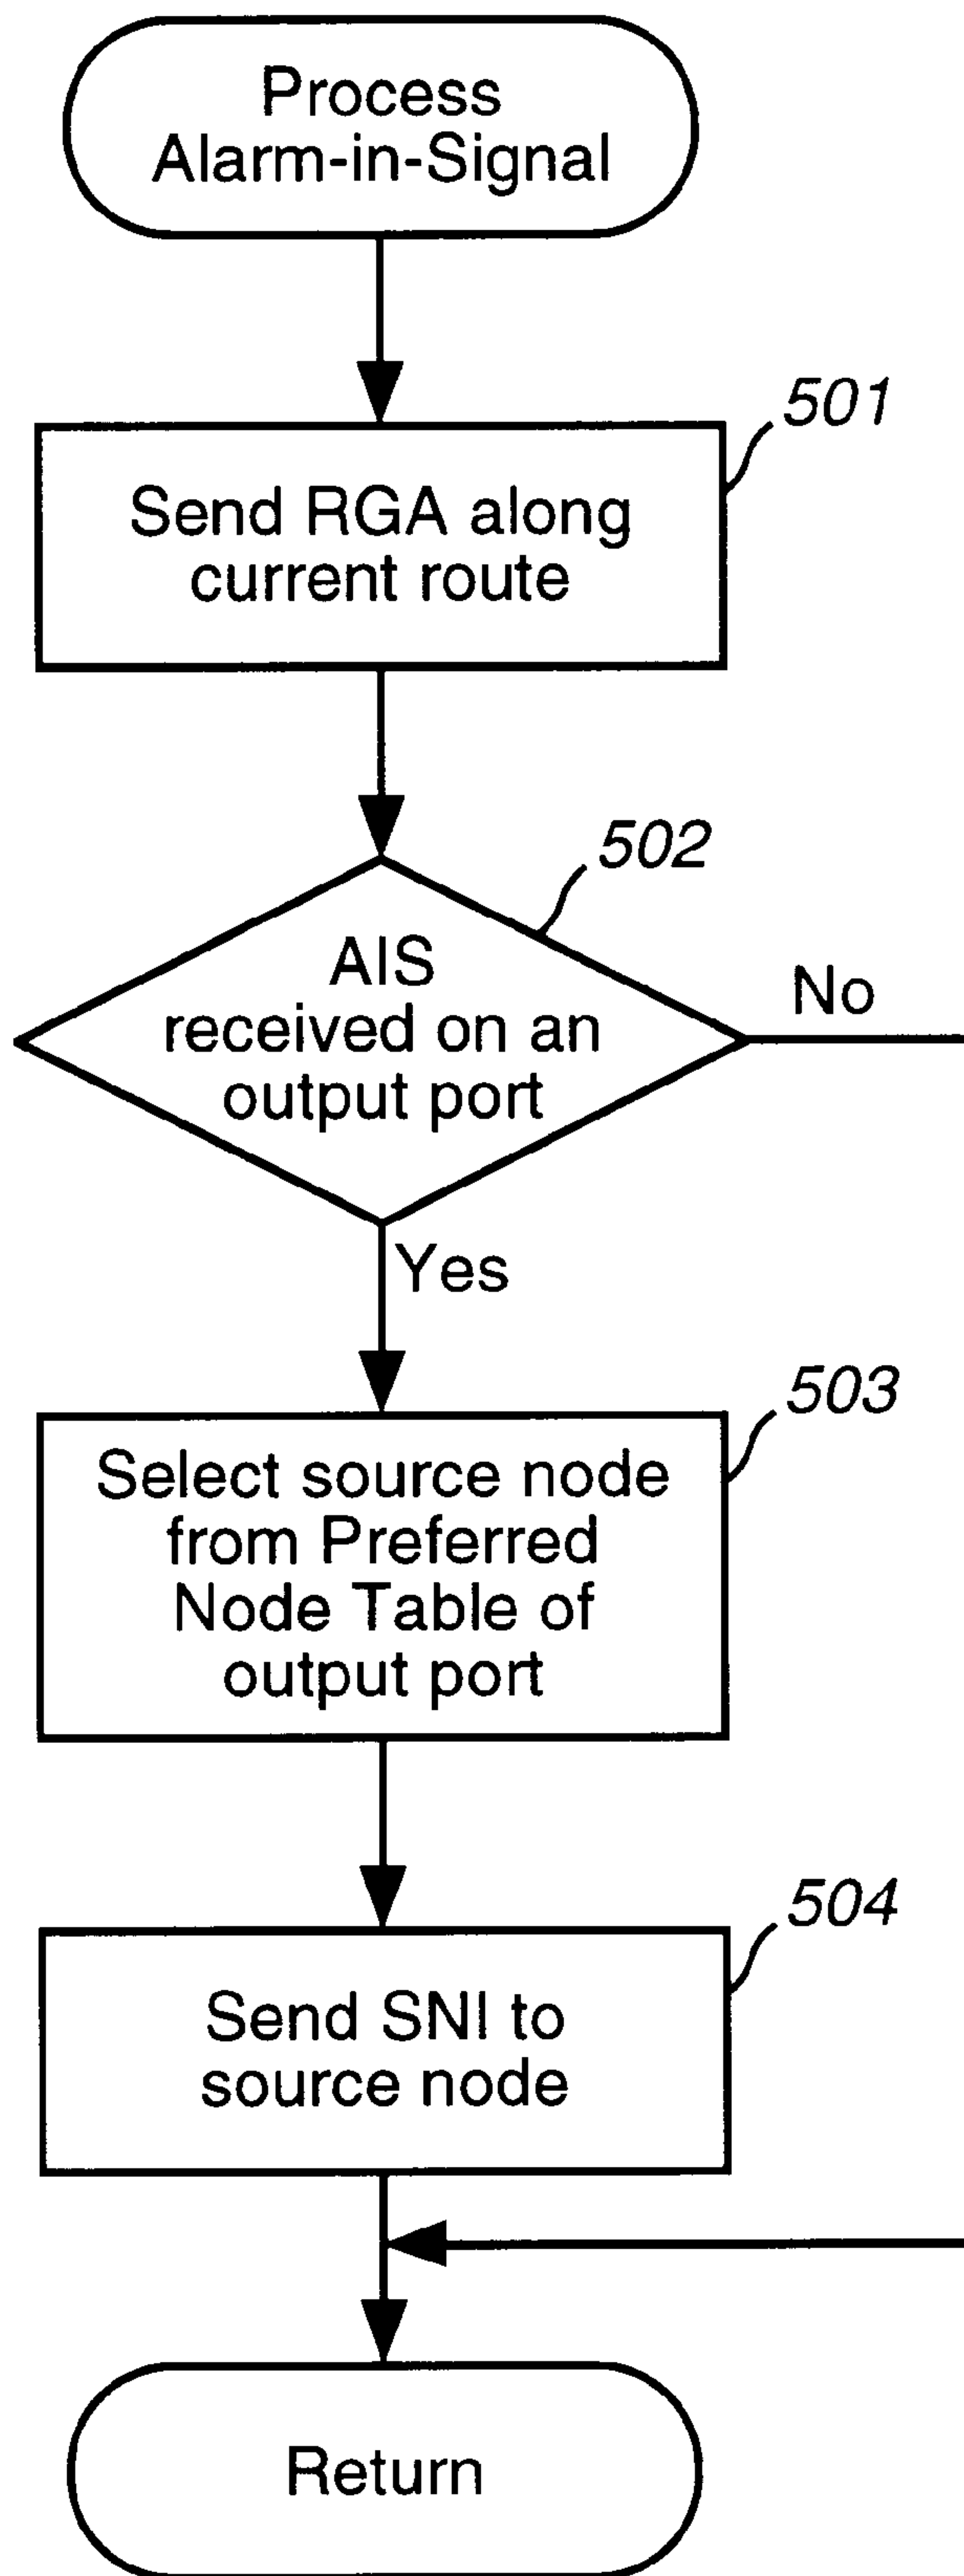 Process
Alarm-in-Signal
501
Send RGA along
current route
502
AIS
received on an
output port
No
Yes
503
Select source node
from Preferred
Node Table of
output port
504
Send SNI to
source node
Return